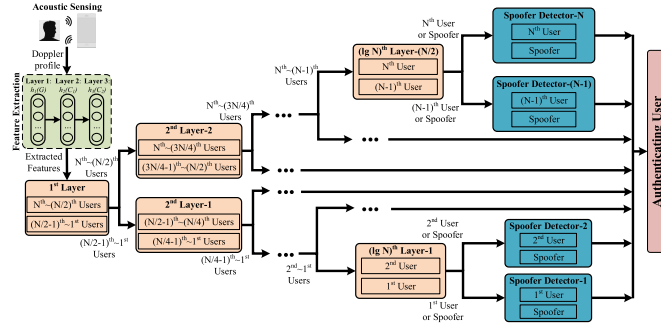 Acoustic Sensing
Doppler
profile
Feature Extraction
Layer 1: Layer 2: Layer 3:
h₁(G) h₂(C₁) h₃(C₂)
Extracted
Features
Nᵗʰ~(N/2)ᵗʰ
Users
1ˢᵗ Layer
Nᵗʰ~(N/2)ᵗʰ Users
(N/2-1)ᵗʰ~1ˢᵗ Users
(N/2-1)ᵗʰ~1ˢᵗ
Users
2ⁿᵈ Layer-2
Nᵗʰ~(3N/4)ᵗʰ Users
(3N/4-1)ᵗʰ~(N/2)ᵗʰ Users
2ⁿᵈ Layer-1
(N/2-1)ᵗʰ~(N/4)ᵗʰ Users
(N/4-1)ᵗʰ~1ˢᵗ Users
Nᵗʰ~(3N/4)ᵗʰ
Users
(N/4-1)ᵗʰ~1ˢᵗ
Users
Nᵗʰ~(N-1)ᵗʰ
Users
2ⁿᵈ~1ˢᵗ
Users
(lg N)ᵗʰ Layer-(N/2)
Nᵗʰ User
(N-1)ᵗʰ User
(lg N)ᵗʰ Layer-1
2ⁿᵈ User
1ˢᵗ User
Nᵗʰ User
or Spoofer
(N-1)ᵗʰ User
or Spoofer
2ⁿᵈ User
or Spoofer
1ˢᵗ User
or Spoofer
Spoofer Detector-N
Nᵗʰ User
Spoofer
Spoofer Detector-(N-1)
(N-1)ᵗʰ User
Spoofer
Spoofer Detector-2
2ⁿᵈ User
Spoofer
Spoofer Detector-1
1ˢᵗ User
Spoofer
Authenticating User